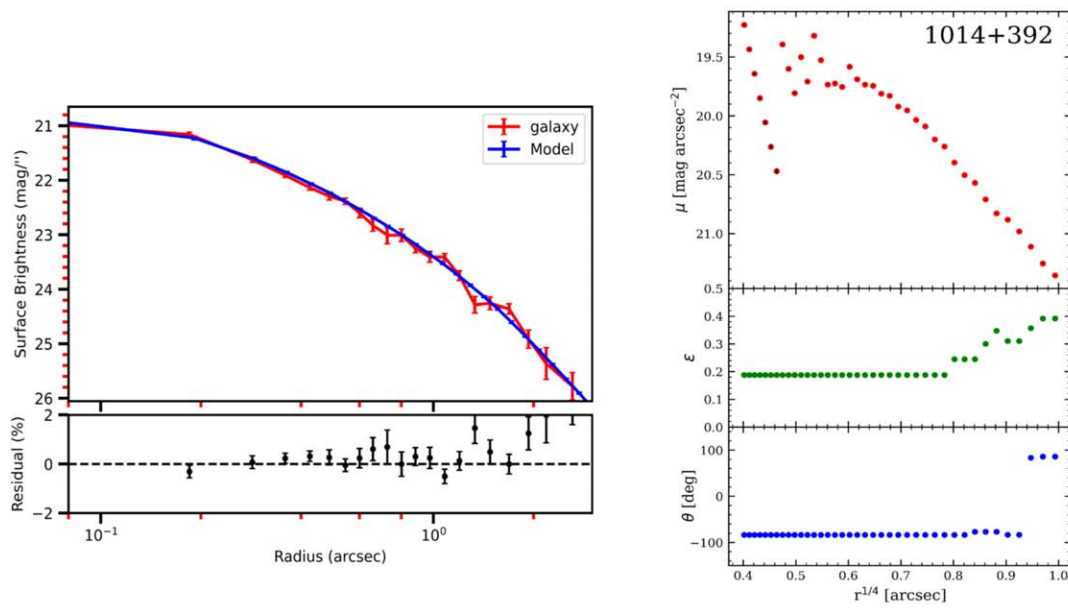 galaxy
Model
Surface Brightness (mag/'')
21
22
23
24
25
26
Residual (%)
2
0
−2
10⁻¹
10⁰
Radius (arcsec)
1014+392
μ [mag arcsec⁻²]
19.5
20.0
20.5
21.0
0.5
ε
0.4
0.3
0.2
0.1
0.0
θ [deg]
100
0
−100
0.4 0.5 0.6 0.7 0.8 0.9 1.0
r^{1/4} [arcsec]